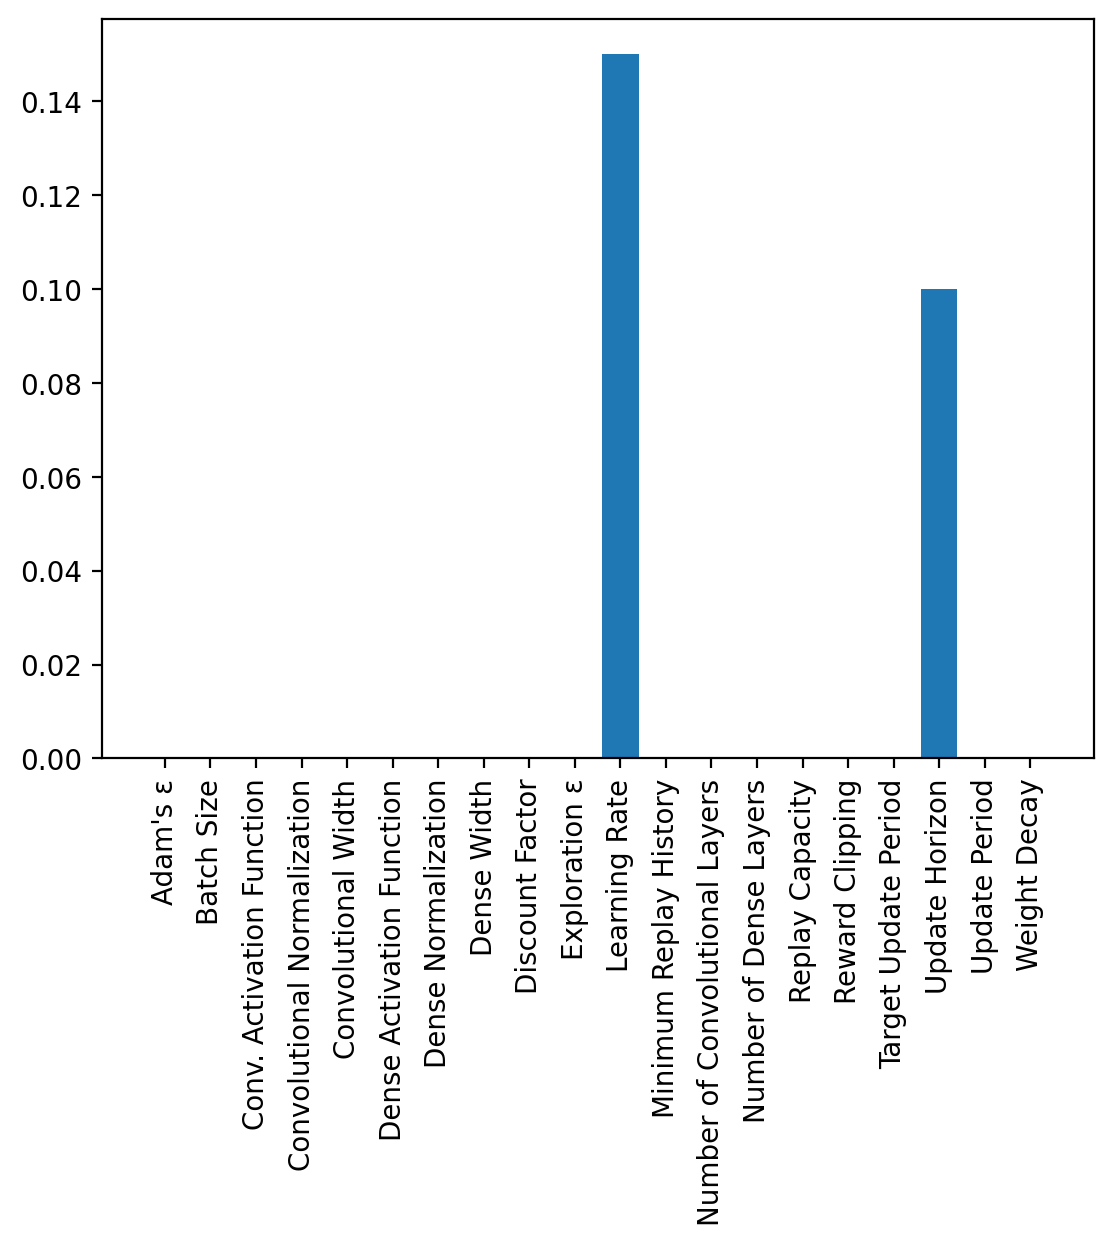 0.14
0.12
0.10
0.08
0.06
0.04
0.02
0.00
Adam's ε
Batch Size
Conv. Activation Function
Convolutional Normalization
Convolutional Width
Dense Activation Function
Dense Normalization
Dense Width
Discount Factor
Exploration ε
Learning Rate
Minimum Replay History
Number of Convolutional Layers
Number of Dense Layers
Replay Capacity
Reward Clipping
Target Update Period
Update Horizon
Update Period
Weight Decay